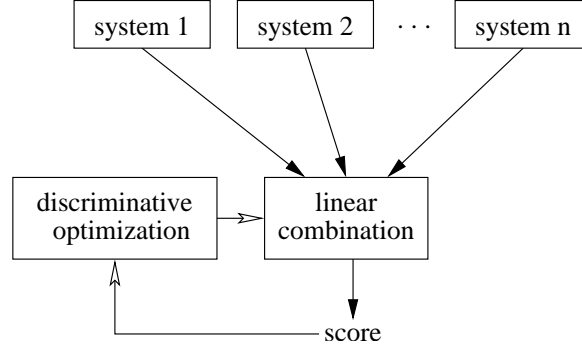 system 1
system 2
. . .
system n
discriminative
optimization
linear
combination
score